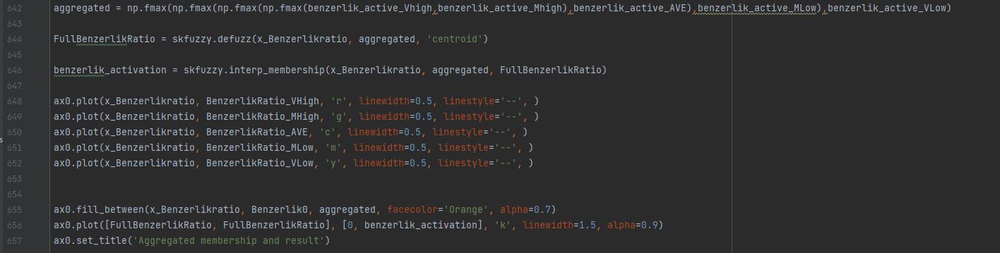 642 aggregated = np.fmax(np.fmax(np.fmax(np.fmax(benzerlik_active_Vhigh,benzerlik_active_Mhigh),benzerlik_active_AVE),benzerlik_active_MLow),benzerlik_active_VLow)
643
644 FullBenzerlikRatio = skfuzzy.defuzz(x_Benzerlikratio, aggregated, 'centroid')
645
646 benzerlik_activation = skfuzzy.interp_membership(x_Benzerlikratio, aggregated, FullBenzerlikRatio)
647
648 ax0.plot(x_Benzerlikratio, BenzerlikRatio_VHigh, 'r', linewidth=0.5, linestyle='--', )
649 ax0.plot(x_Benzerlikratio, BenzerlikRatio_MHigh, 'g', linewidth=0.5, linestyle='--', )
650 ax0.plot(x_Benzerlikratio, BenzerlikRatio_AVE, 'c', linewidth=0.5, linestyle='--', )
s
651 ax0.plot(x_Benzerlikratio, BenzerlikRatio_MLow, 'm', linewidth=0.5, linestyle='--', )
652 ax0.plot(x_Benzerlikratio, BenzerlikRatio_VLow, 'y', linewidth=0.5, linestyle='--', )
653
654
655 ax0.fill_between(x_Benzerlikratio, Benzerlik0, aggregated, facecolor='Orange', alpha=0.7)
656 ax0.plot([FullBenzerlikRatio, FullBenzerlikRatio], [0, benzerlik_activation], 'k', linewidth=1.5, alpha=0.9)
657 ax0.set_title('Aggregated membership and result')